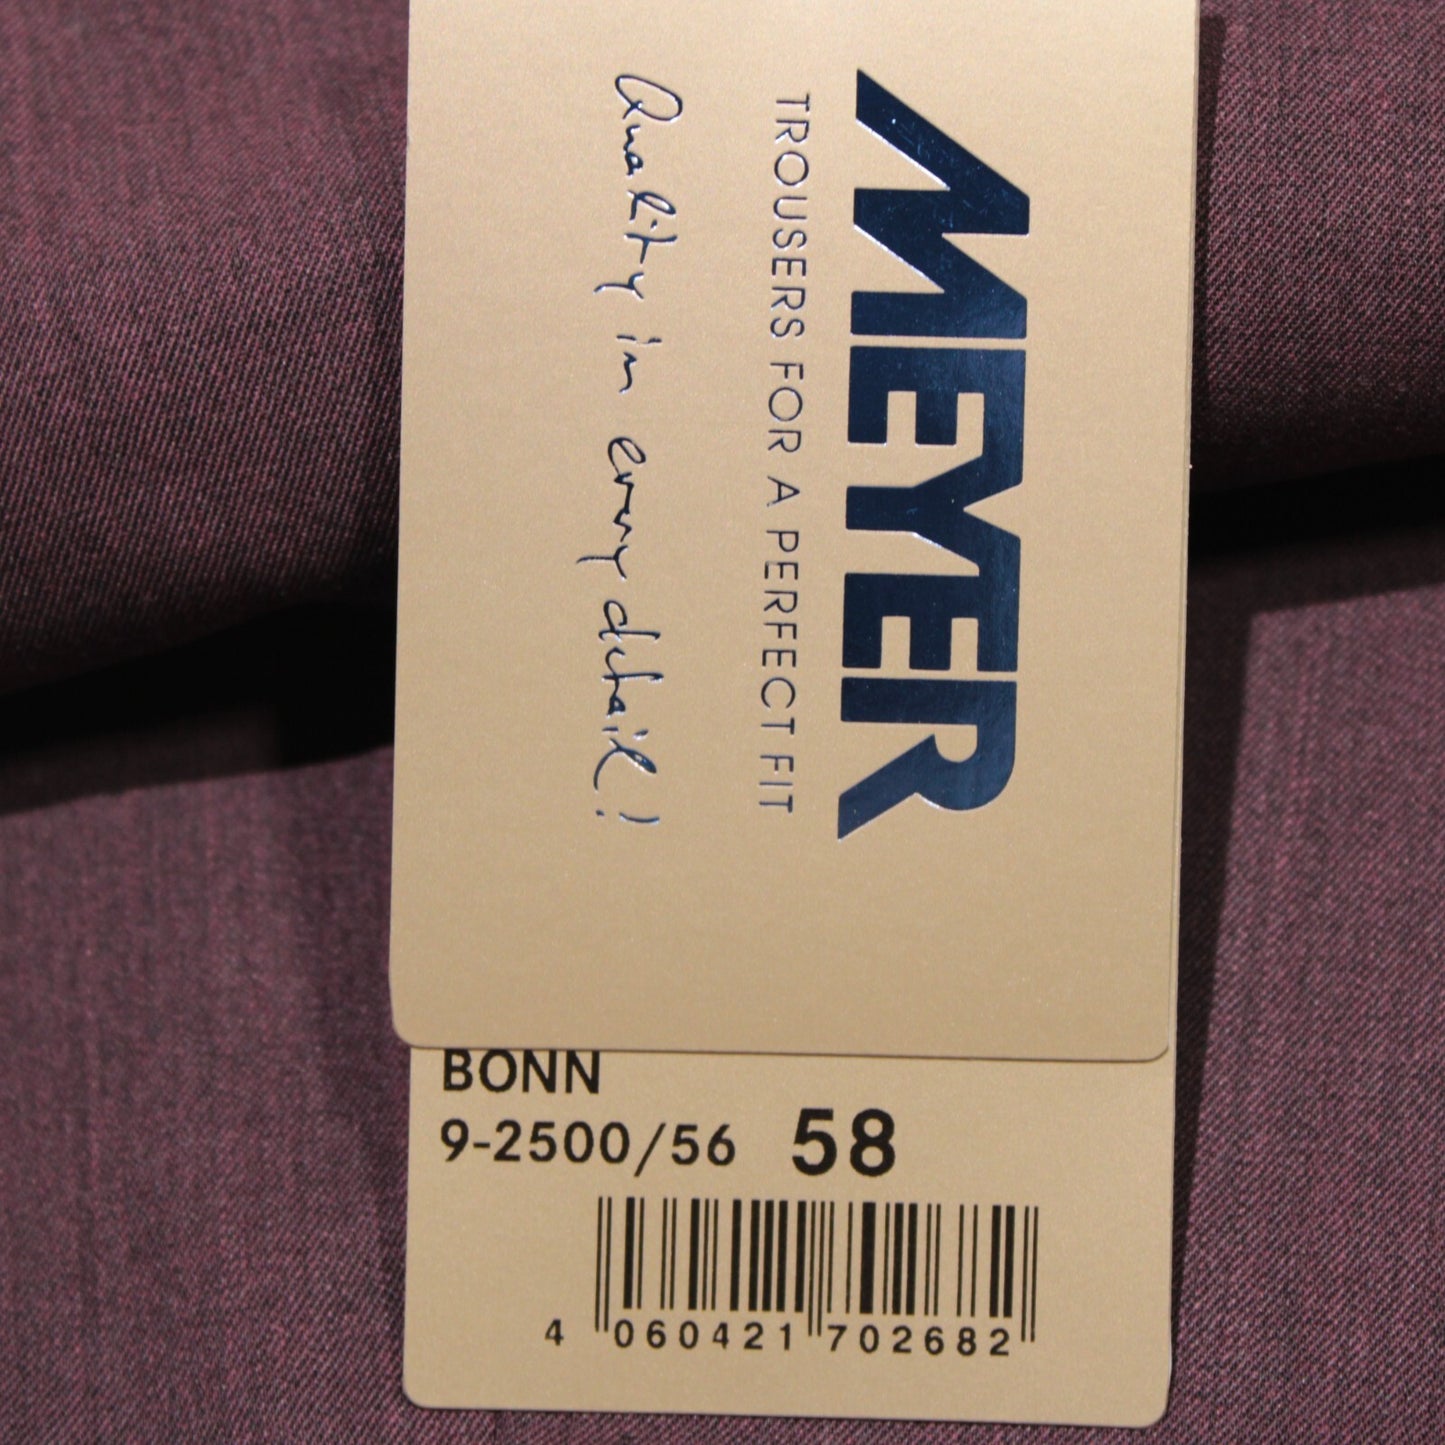 MEYER
TROUSERS FOR A PERFECT FIT
Quality in every detail!
BONN
9-2500/56 58
4 060421 702682